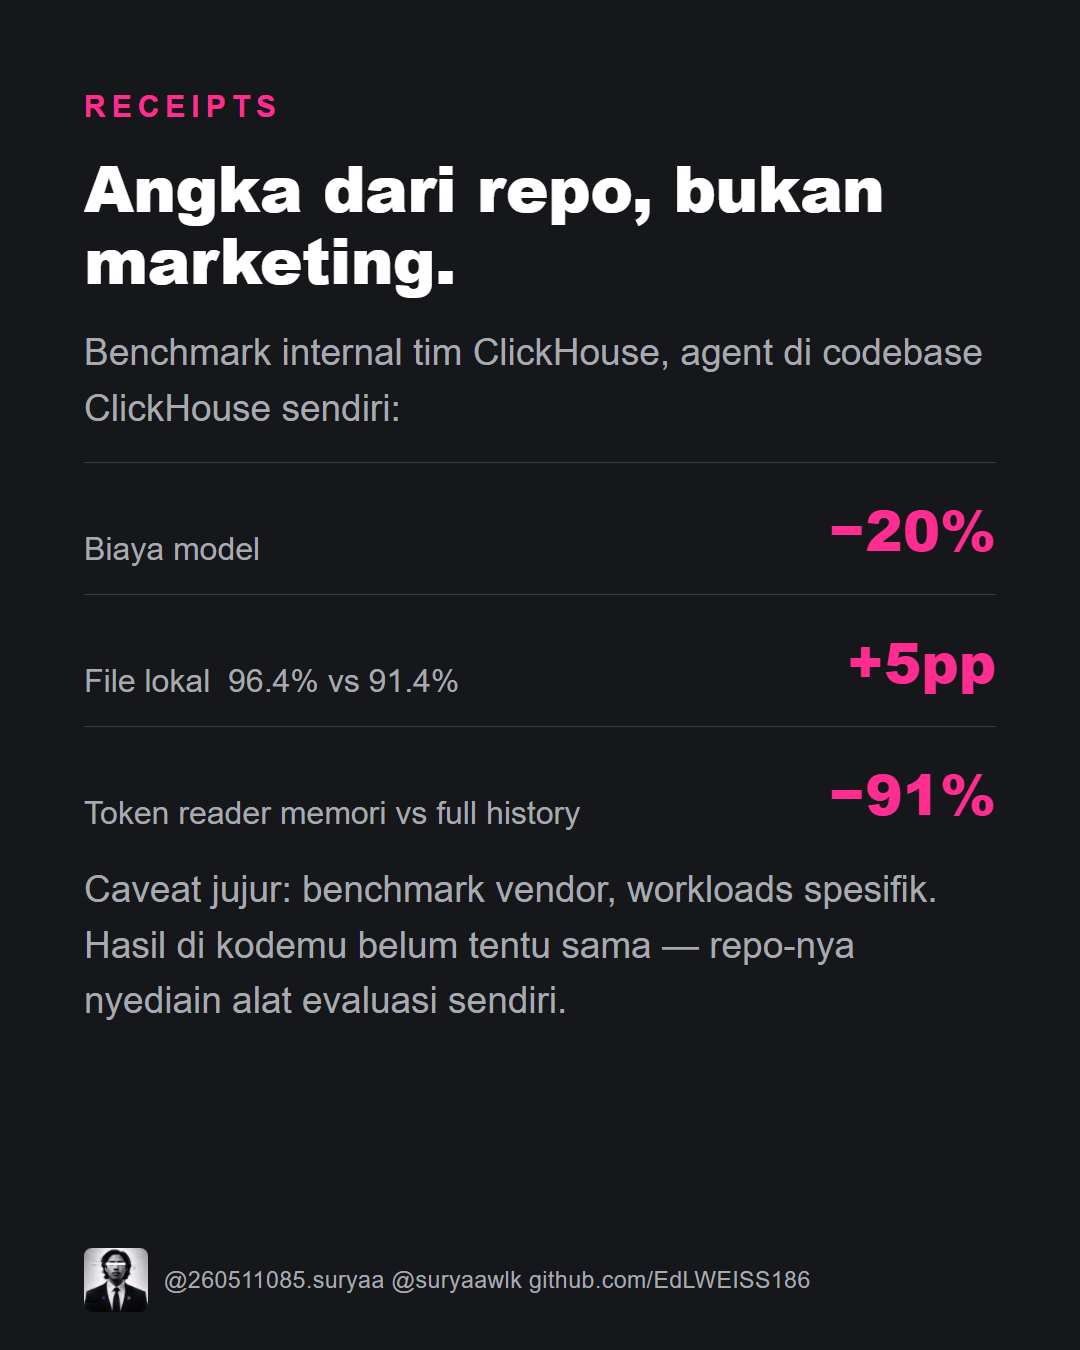 RECEIPTS
Angka dari repo, bukan
marketing.
Benchmark internal tim ClickHouse, agent di codebase
ClickHouse sendiri:
Biaya model −20%
File lokal 96.4% vs 91.4% +5pp
Token reader memori vs full history −91%
Caveat jujur: benchmark vendor, workloads spesifik.
Hasil di kodemu belum tentu sama — repo-nya
nyediain alat evaluasi sendiri.
@260511085.suryaa @suryaawlk github.com/EdLWEISS186